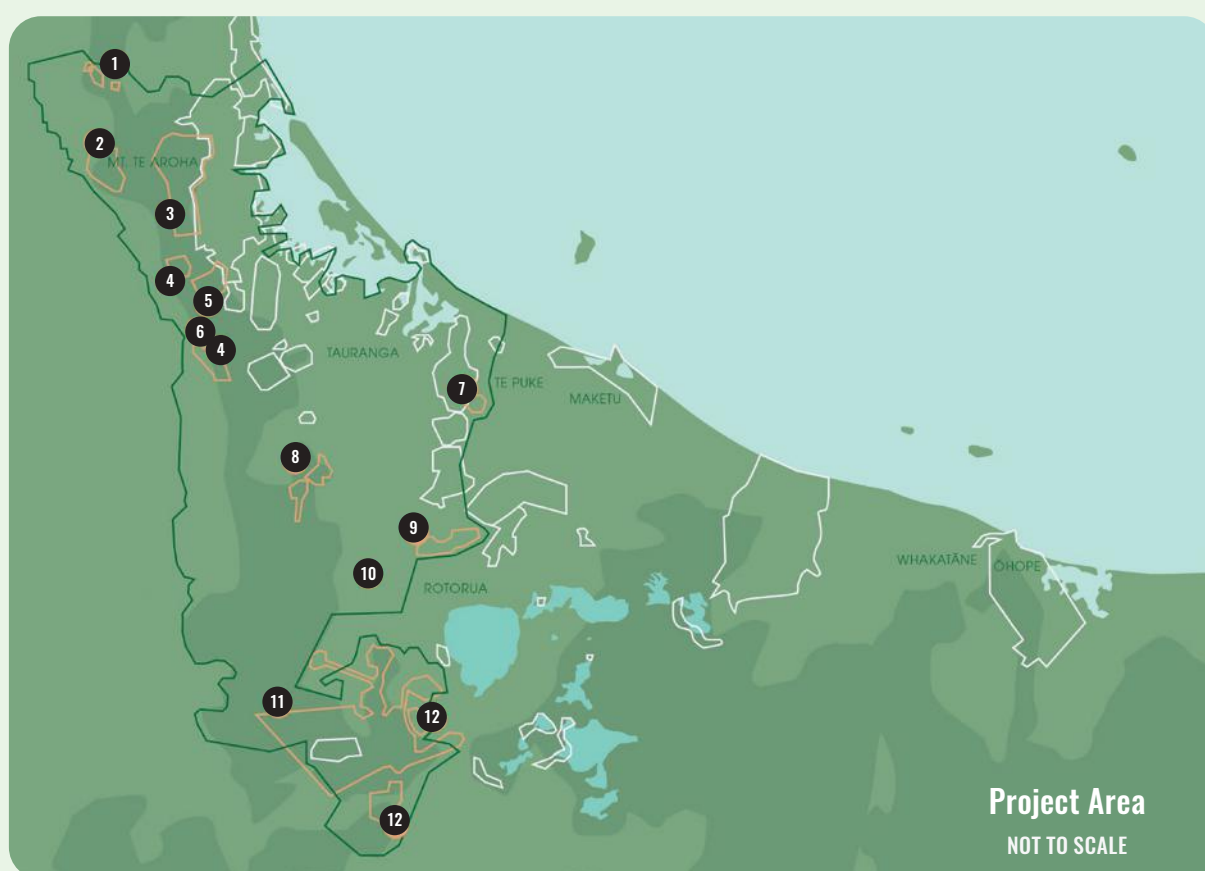 1
2
MT. TE AROHA
3
4
5
6
4
TAURANGA
7
TE PUKE
MAKETU
8
9
10
ROTORUA
WHAKATĀNE
ŌHOPE
11
12
12
Project Area
NOT TO SCALE